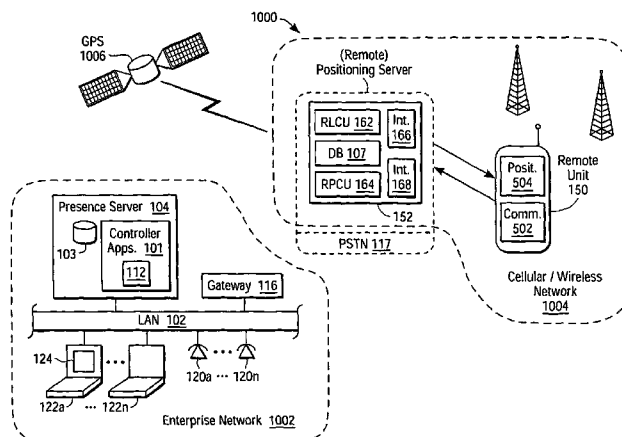 1000
GPS
1006
(Remote)
Positioning Server
RLCU 162
Int.
166
DB 107
RPCU 164
Int.
168
152
PSTN 117
Posit.
504
Comm.
502
Remote
Unit
150
Cellular / Wireless
Network
1004
Presence Server 104
103
Controller
Apps. 101
112
Gateway 116
LAN 102
124
122a ... 122n
120a ... 120n
Enterprise Network 1002